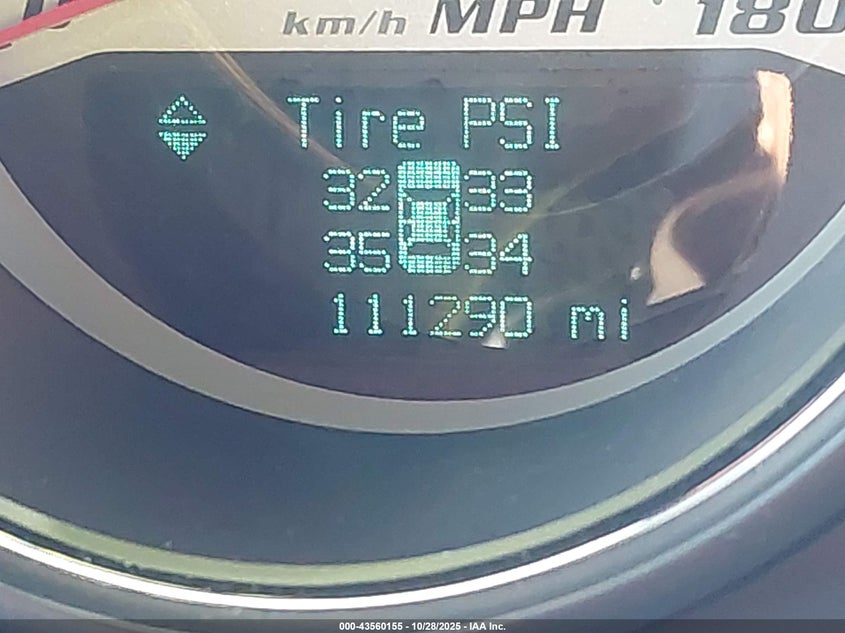 km/h MPH 180
Tire PSI
32 33
35 34
111290 mi
000-43560155 - 10/28/2025 - IAA Inc.